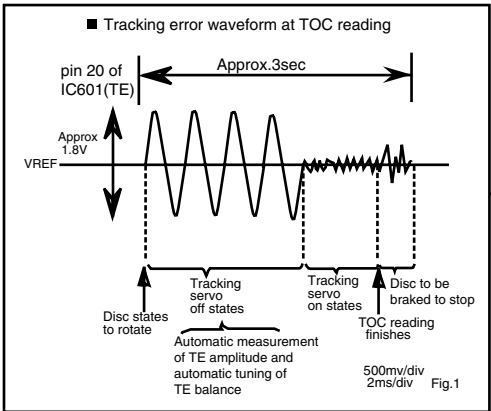 ■ Tracking error waveform at TOC reading
pin 20 of
IC601(TE)
Approx.3sec
Approx
1.8V
VREF
Disc states
to rotate
Tracking
servo
off states
Tracking
servo
on states
Disc to be
braked to stop
TOC reading
finishes
Automatic measurement
of TE amplitude and
automatic tuning of
TE balance
500mv/div
2ms/div
Fig.1